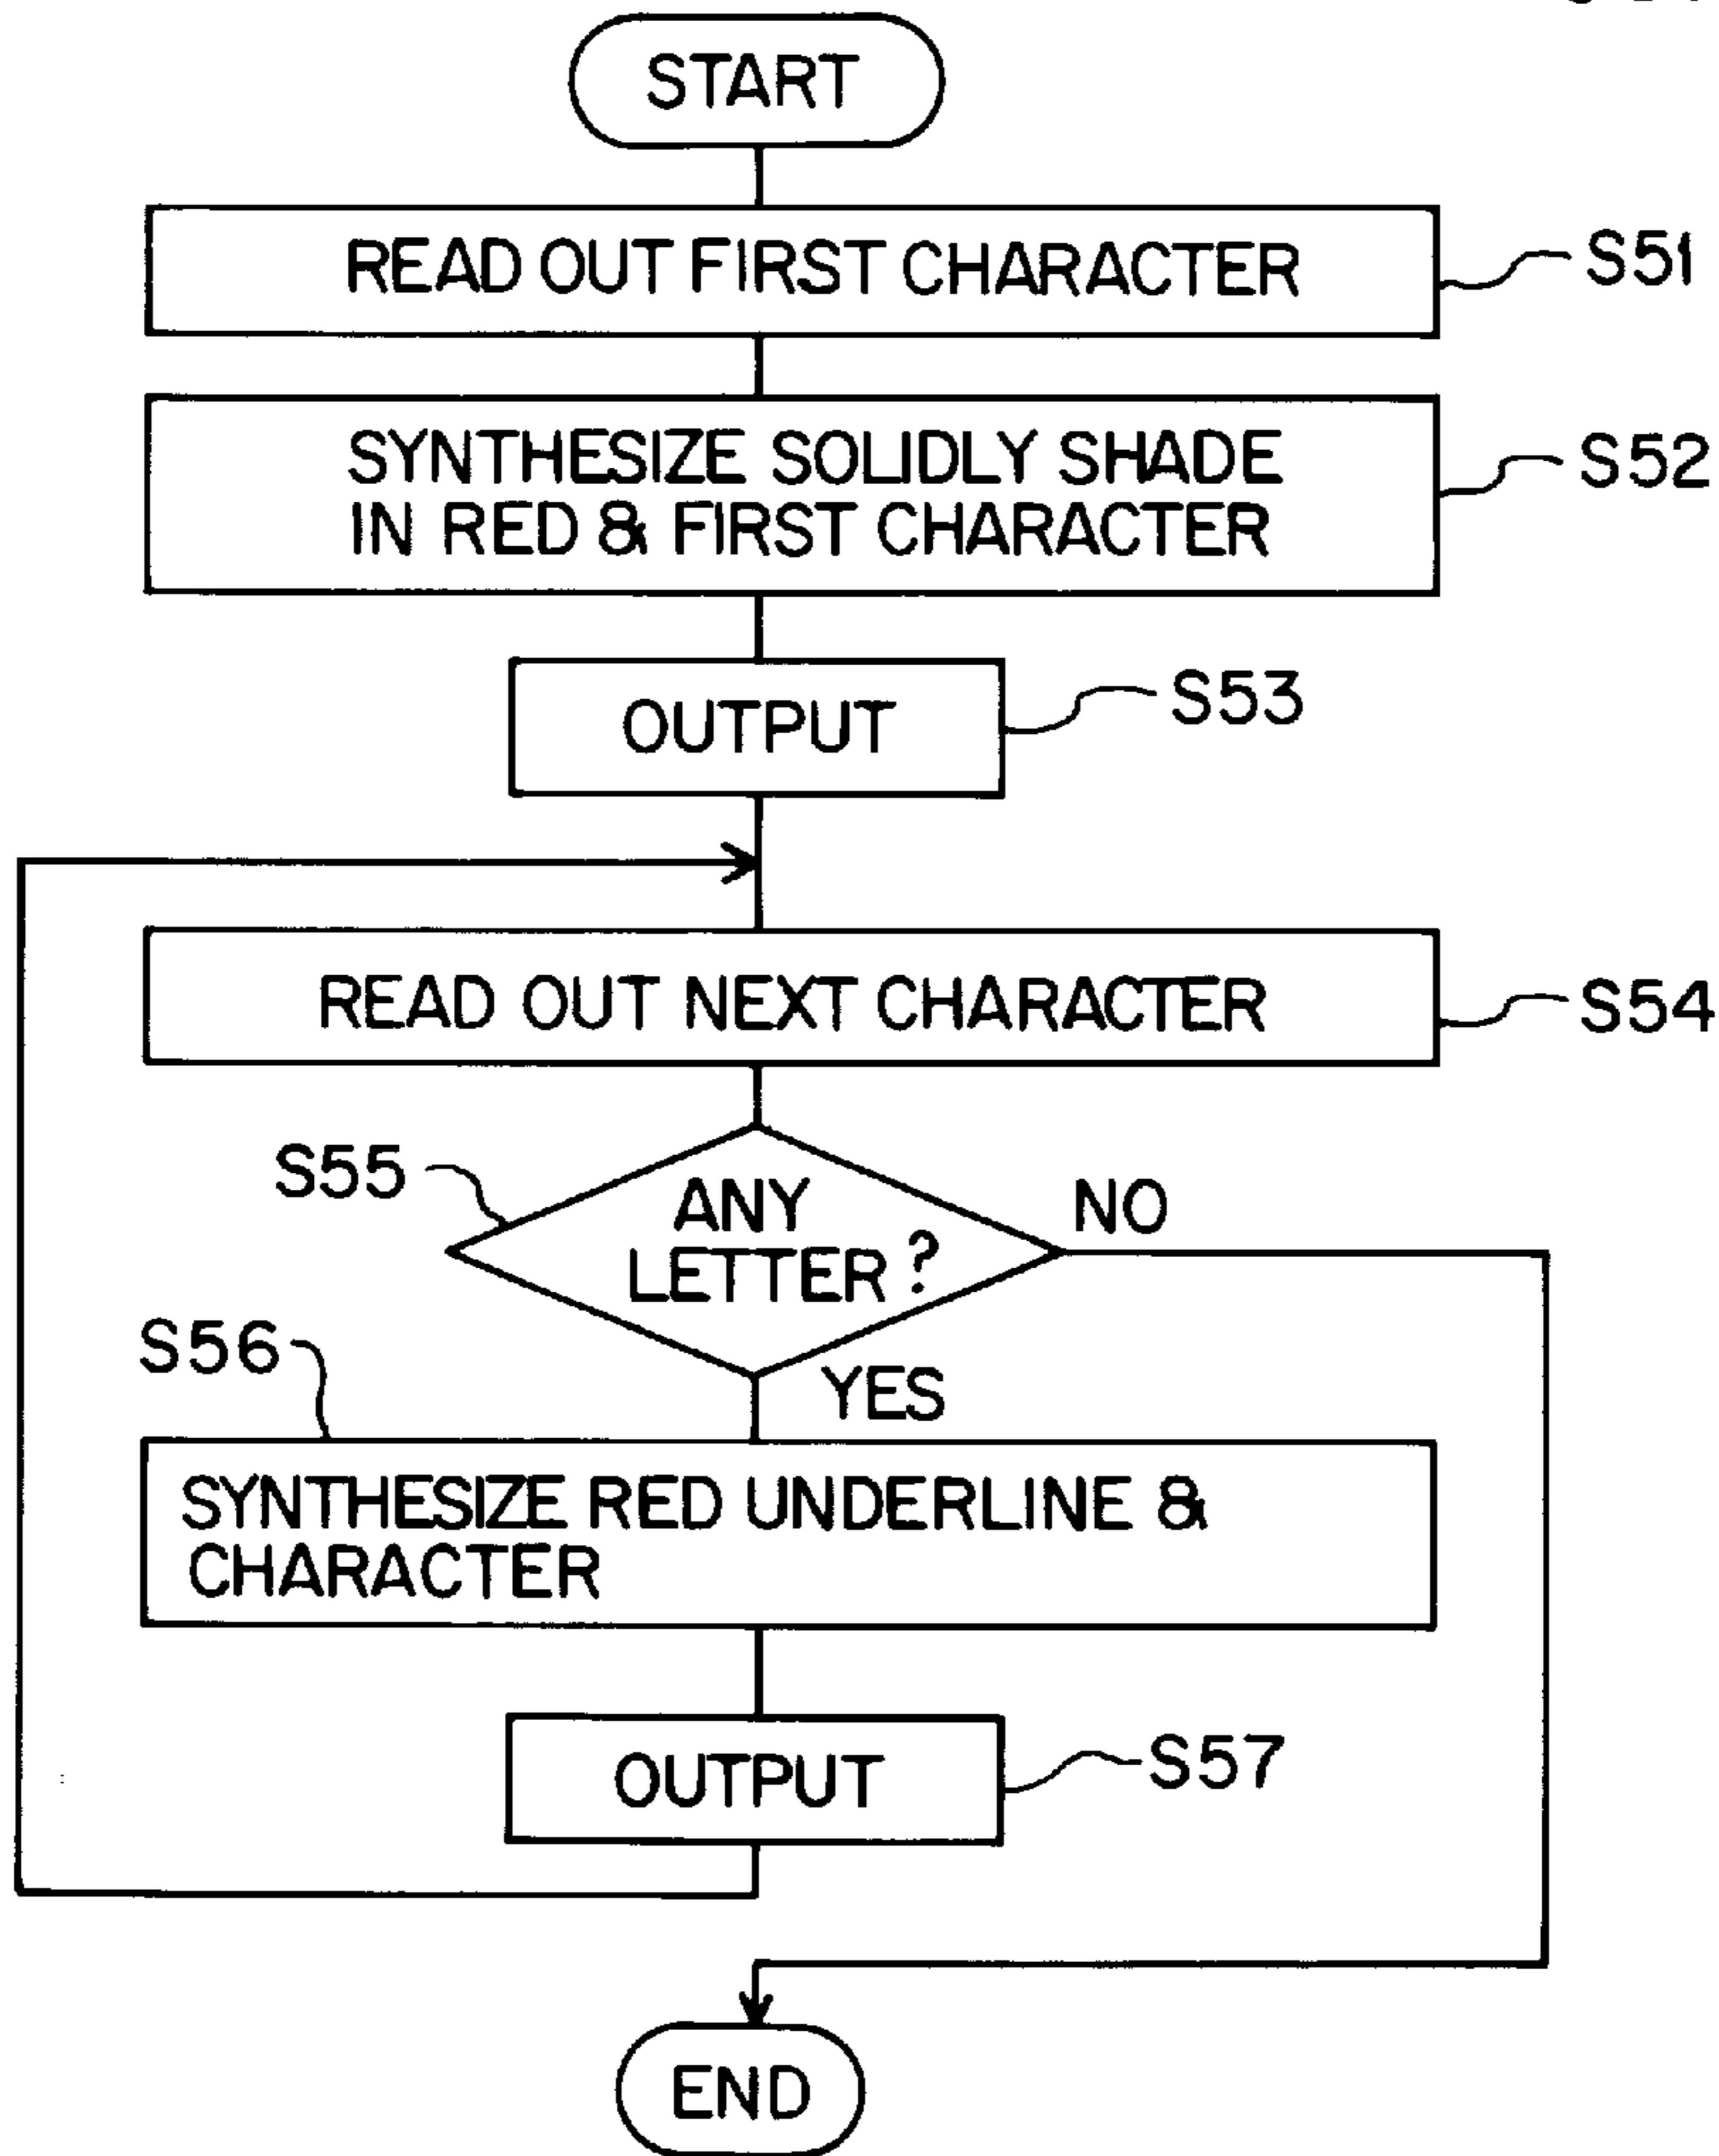 START
READ OUT FIRST CHARACTER
S51
SYNTHESIZE SOLIDLY SHADE
IN RED & FIRST CHARACTER
S52
OUTPUT
S53
READ OUT NEXT CHARACTER
S54
S55
ANY
LETTER?
NO
YES
S56
SYNTHESIZE RED UNDERLINE &
CHARACTER
OUTPUT
S57
END